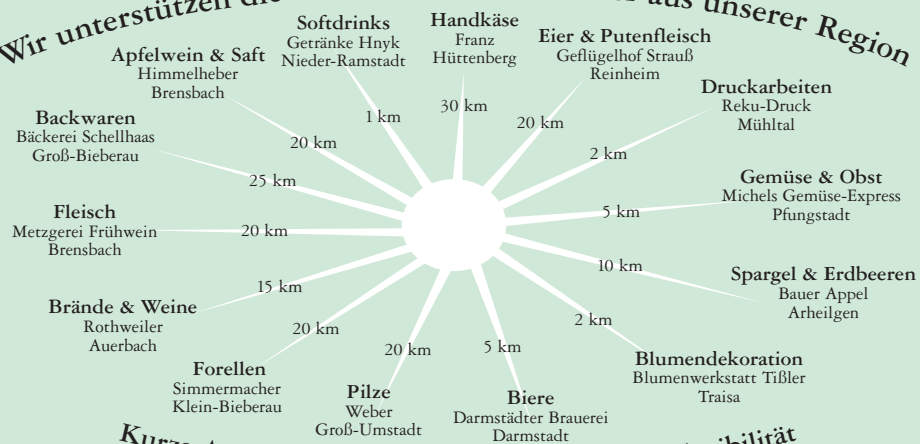 Wir unterstützen die
aus unserer Region
Softdrinks
Getränke Hnyk
Nieder-Ramstadt
1 km
Handkäse
Franz
Hüttenberg
30 km
Eier & Putenfleisch
Geflügelhof Strauß
Reinheim
20 km
Druckarbeiten
Reku-Druck
Mühltal
2 km
Gemüse & Obst
Michels Gemüse-Express
Pfungstadt
5 km
Spargel & Erdbeeren
Bauer Appel
Arheilgen
10 km
Blumendekoration
Blumenwerkstatt Tißler
Traisa
2 km
Biere
Darmstädter Brauerei
Darmstadt
5 km
Pilze
Weber
Groß-Umstadt
20 km
Forellen
Simmermacher
Klein-Bieberau
20 km
Brände & Weine
Rothweiler
Auerbach
15 km
Fleisch
Metzgerei Frühwein
Brensbach
20 km
Backwaren
Bäckerei Schellhaas
Groß-Bieberau
25 km
Apfelwein & Saft
Himmelheber
Brensbach
20 km